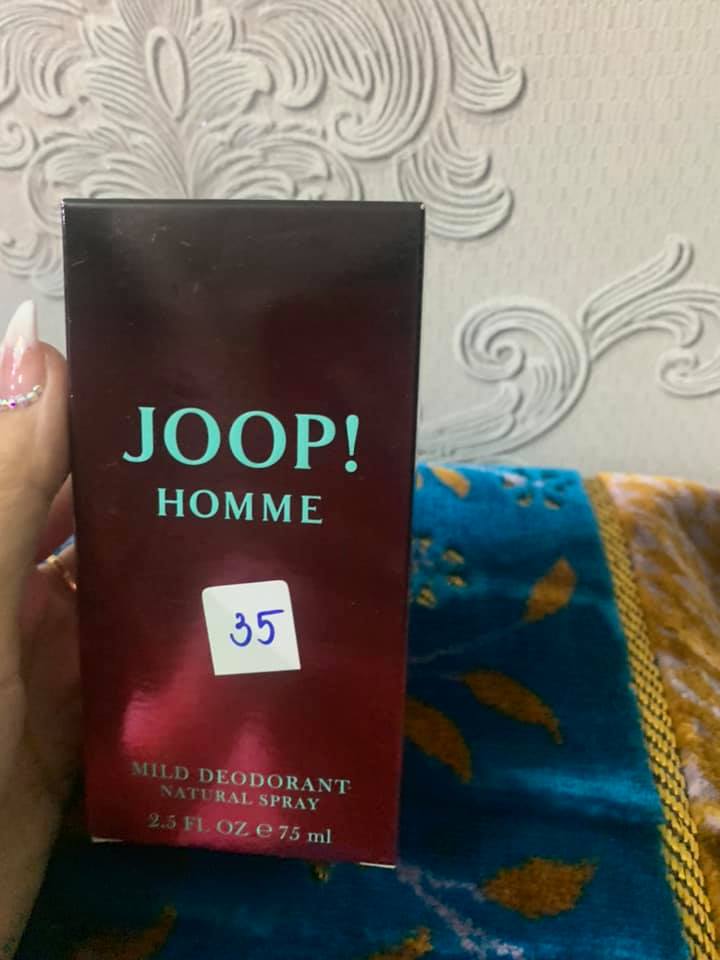 JOOP!
HOMME
35
MILD DEODORANT
NATURAL SPRAY
2.5 FL OZ ℮ 75 ml